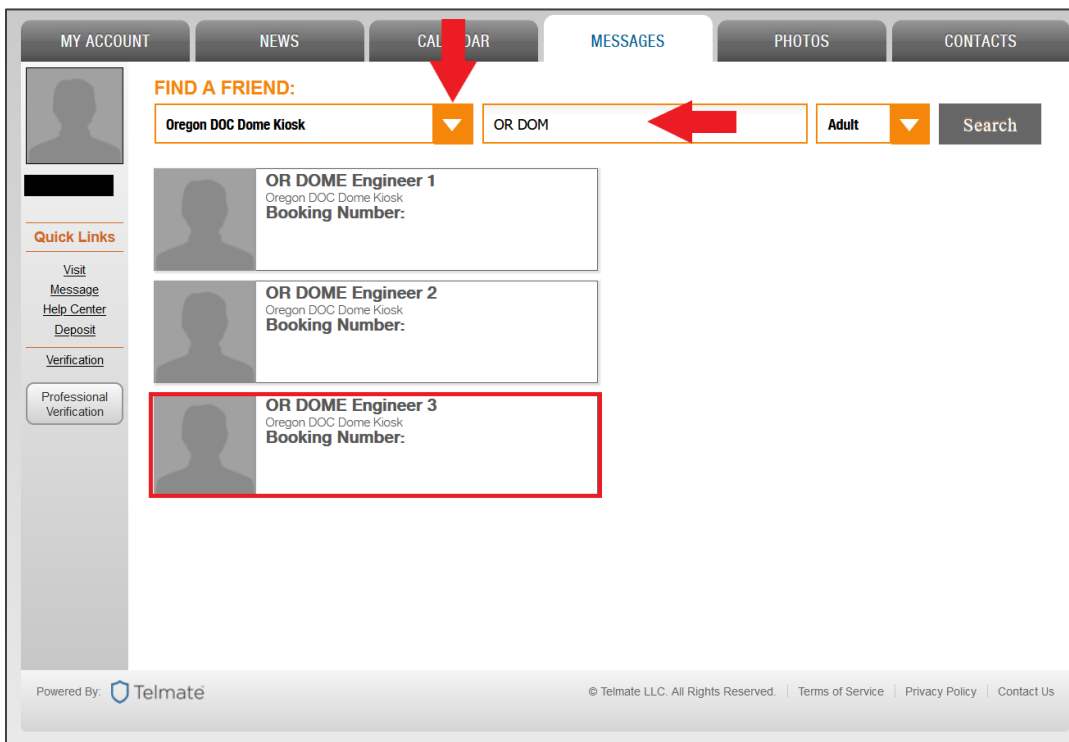 MY ACCOUNT NEWS CALENDAR MESSAGES PHOTOS CONTACTS
FIND A FRIEND:
Oregon DOC Dome Kiosk OR DOM Adult Search
OR DOME Engineer 1
Oregon DOC Dome Kiosk
Booking Number:
Quick Links
Visit
Message
Help Center
Deposit
Verification
Professional
Verification
OR DOME Engineer 2
Oregon DOC Dome Kiosk
Booking Number:
OR DOME Engineer 3
Oregon DOC Dome Kiosk
Booking Number:
Powered By: Telmate © Telmate LLC. All Rights Reserved. Terms of Service Privacy Policy Contact Us